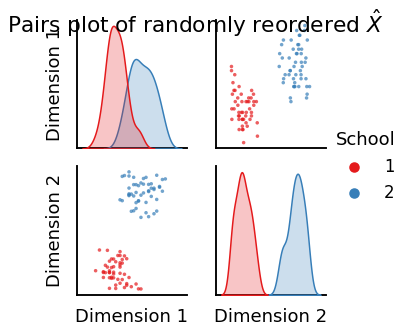 Pairs plot of randomly reordered X̂
Dimension 1
School
1
2
Dimension 2
Dimension 1
Dimension 2